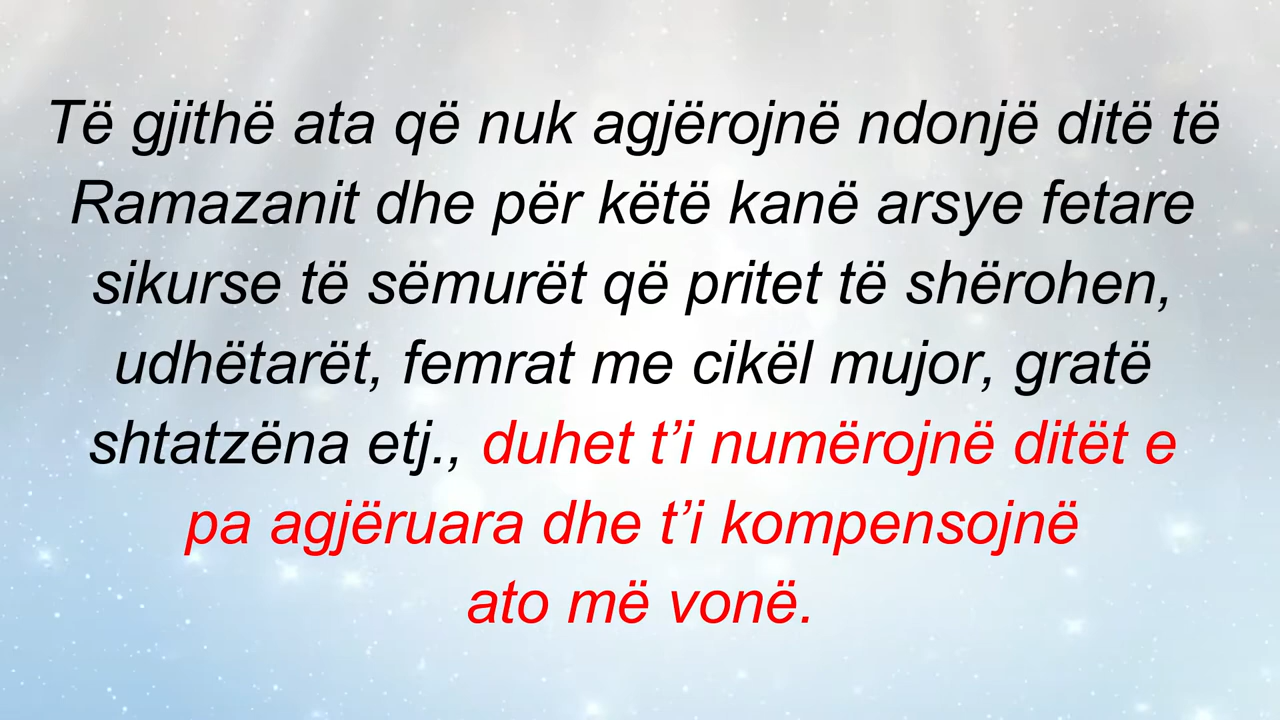 Të gjithë ata që nuk agjërojnë ndonjë ditë të
Ramazanit dhe për këtë kanë arsye fetare
sikurse të sëmurët që pritet të shërohen,
udhëtarët, femrat me cikël mujor, gratë
shtatzëna etj., duhet t’i numërojnë ditët e
pa agjëruara dhe t’i kompensojnë
ato më vonë.